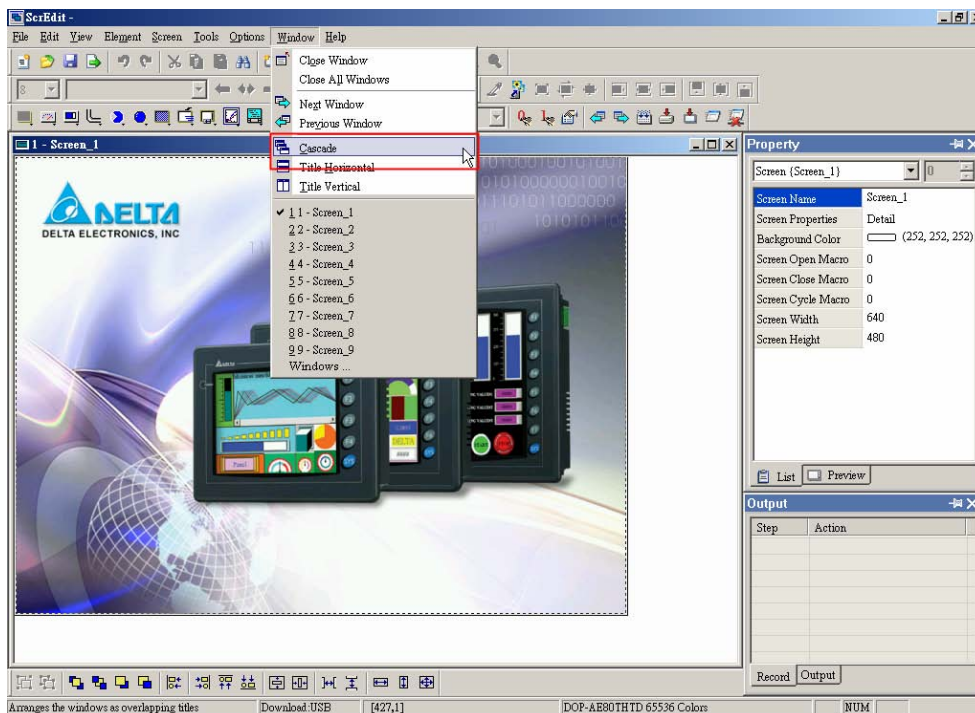 ScrEdit -
File Edit View Element Screen Tools Options Window Help
Close Window
Close All Windows
Next Window
Previous Window
Cascade
Title Horizontal
Title Vertical
1 1 - Screen_1
2 2 - Screen_2
3 3 - Screen_3
4 4 - Screen_4
5 5 - Screen_5
6 6 - Screen_6
7 7 - Screen_7
8 8 - Screen_8
9 9 - Screen_9
Windows ...
8
1 - Screen_1
DELTA
DELTA ELECTRONICS, INC
Property
Screen {Screen_1} 0
Screen Name Screen_1
Screen Properties Detail
Background Color (252, 252, 252)
Screen Open Macro 0
Screen Close Macro 0
Screen Cycle Macro 0
Screen Width 640
Screen Height 480
List Preview
Output
Step Action
Record Output
Arranges the windows as overlapping titles Download:USB [427,1] DOP-AE80THTD 65536 Colors NUM